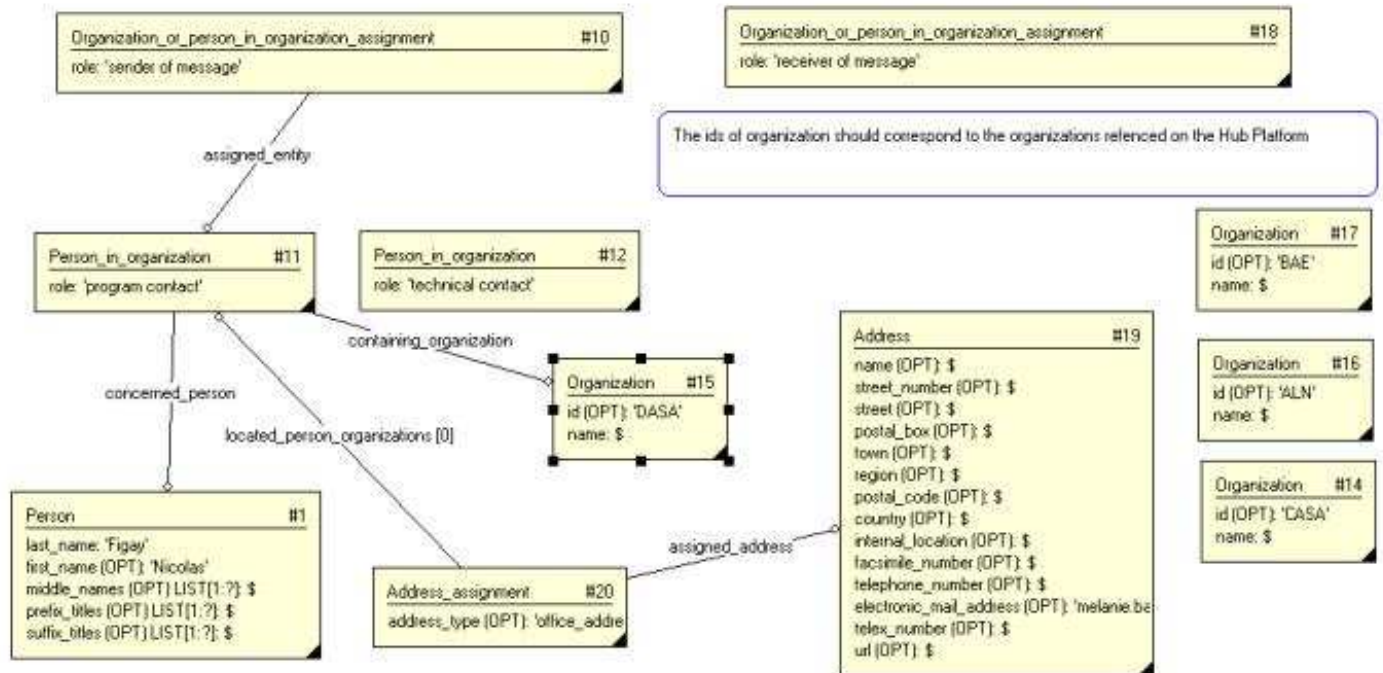 Organization_or_person_in_organization_assignment #10
role: 'sender of message'
Organization_or_person_in_organization_assignment #18
role: 'receiver of message'
The ids of organization should correspond to the organizations refenced on the Hub Platform
assigned_entity
Person_in_organization #11
role: 'program contact'
Person_in_organization #12
role: 'technical contact'
Organization #17
id (OPT): 'BAE'
name: $
containing_organization
Organization #15
id (OPT): 'DASA'
name: $
Address #19
name (OPT): $
street_number (OPT): $
street (OPT): $
postal_box (OPT): $
town (OPT): $
region (OPT): $
postal_code (OPT): $
country (OPT): $
internal_location (OPT): $
facsimile_number (OPT): $
telephone_number (OPT): $
electronic_mail_address (OPT): 'melanie.ba
telex_number (OPT): $
url (OPT): $
Organization #16
id (OPT): 'ALN'
name: $
concerned_person
located_person_organizations [0]
Organization #14
id (OPT): 'CASA'
name: $
Person #1
last_name: 'Figay'
first_name (OPT): 'Nicolas'
middle_names (OPT) LIST[1:?]: $
prefix_titles (OPT) LIST[1:?]: $
suffix_titles (OPT) LIST[1:?]: $
assigned_address
Address_assignment #20
address_type (OPT): 'office_addre